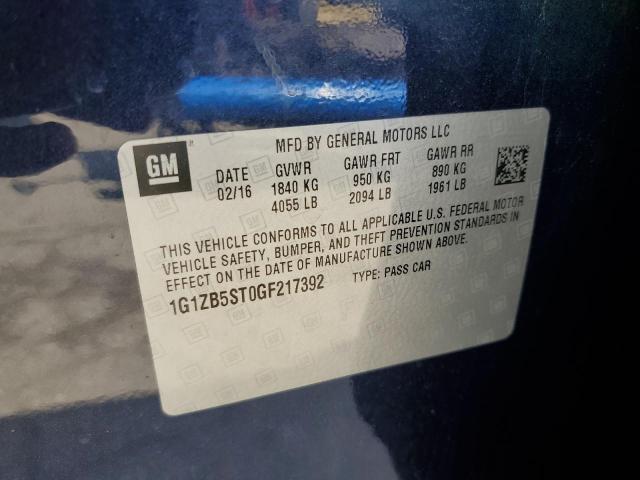 GM
MFD BY GENERAL MOTORS LLC
DATE GVWR GAWR FRT GAWR RR
02/16 1840 KG 950 KG 890 KG
4055 LB 2094 LB 1961 LB
THIS VEHICLE CONFORMS TO ALL APPLICABLE U.S. FEDERAL MOTOR
VEHICLE SAFETY, BUMPER, AND THEFT PREVENTION STANDARDS IN
EFFECT ON THE DATE OF MANUFACTURE SHOWN ABOVE.
1G1ZB5ST0GF217392 TYPE: PASS CAR